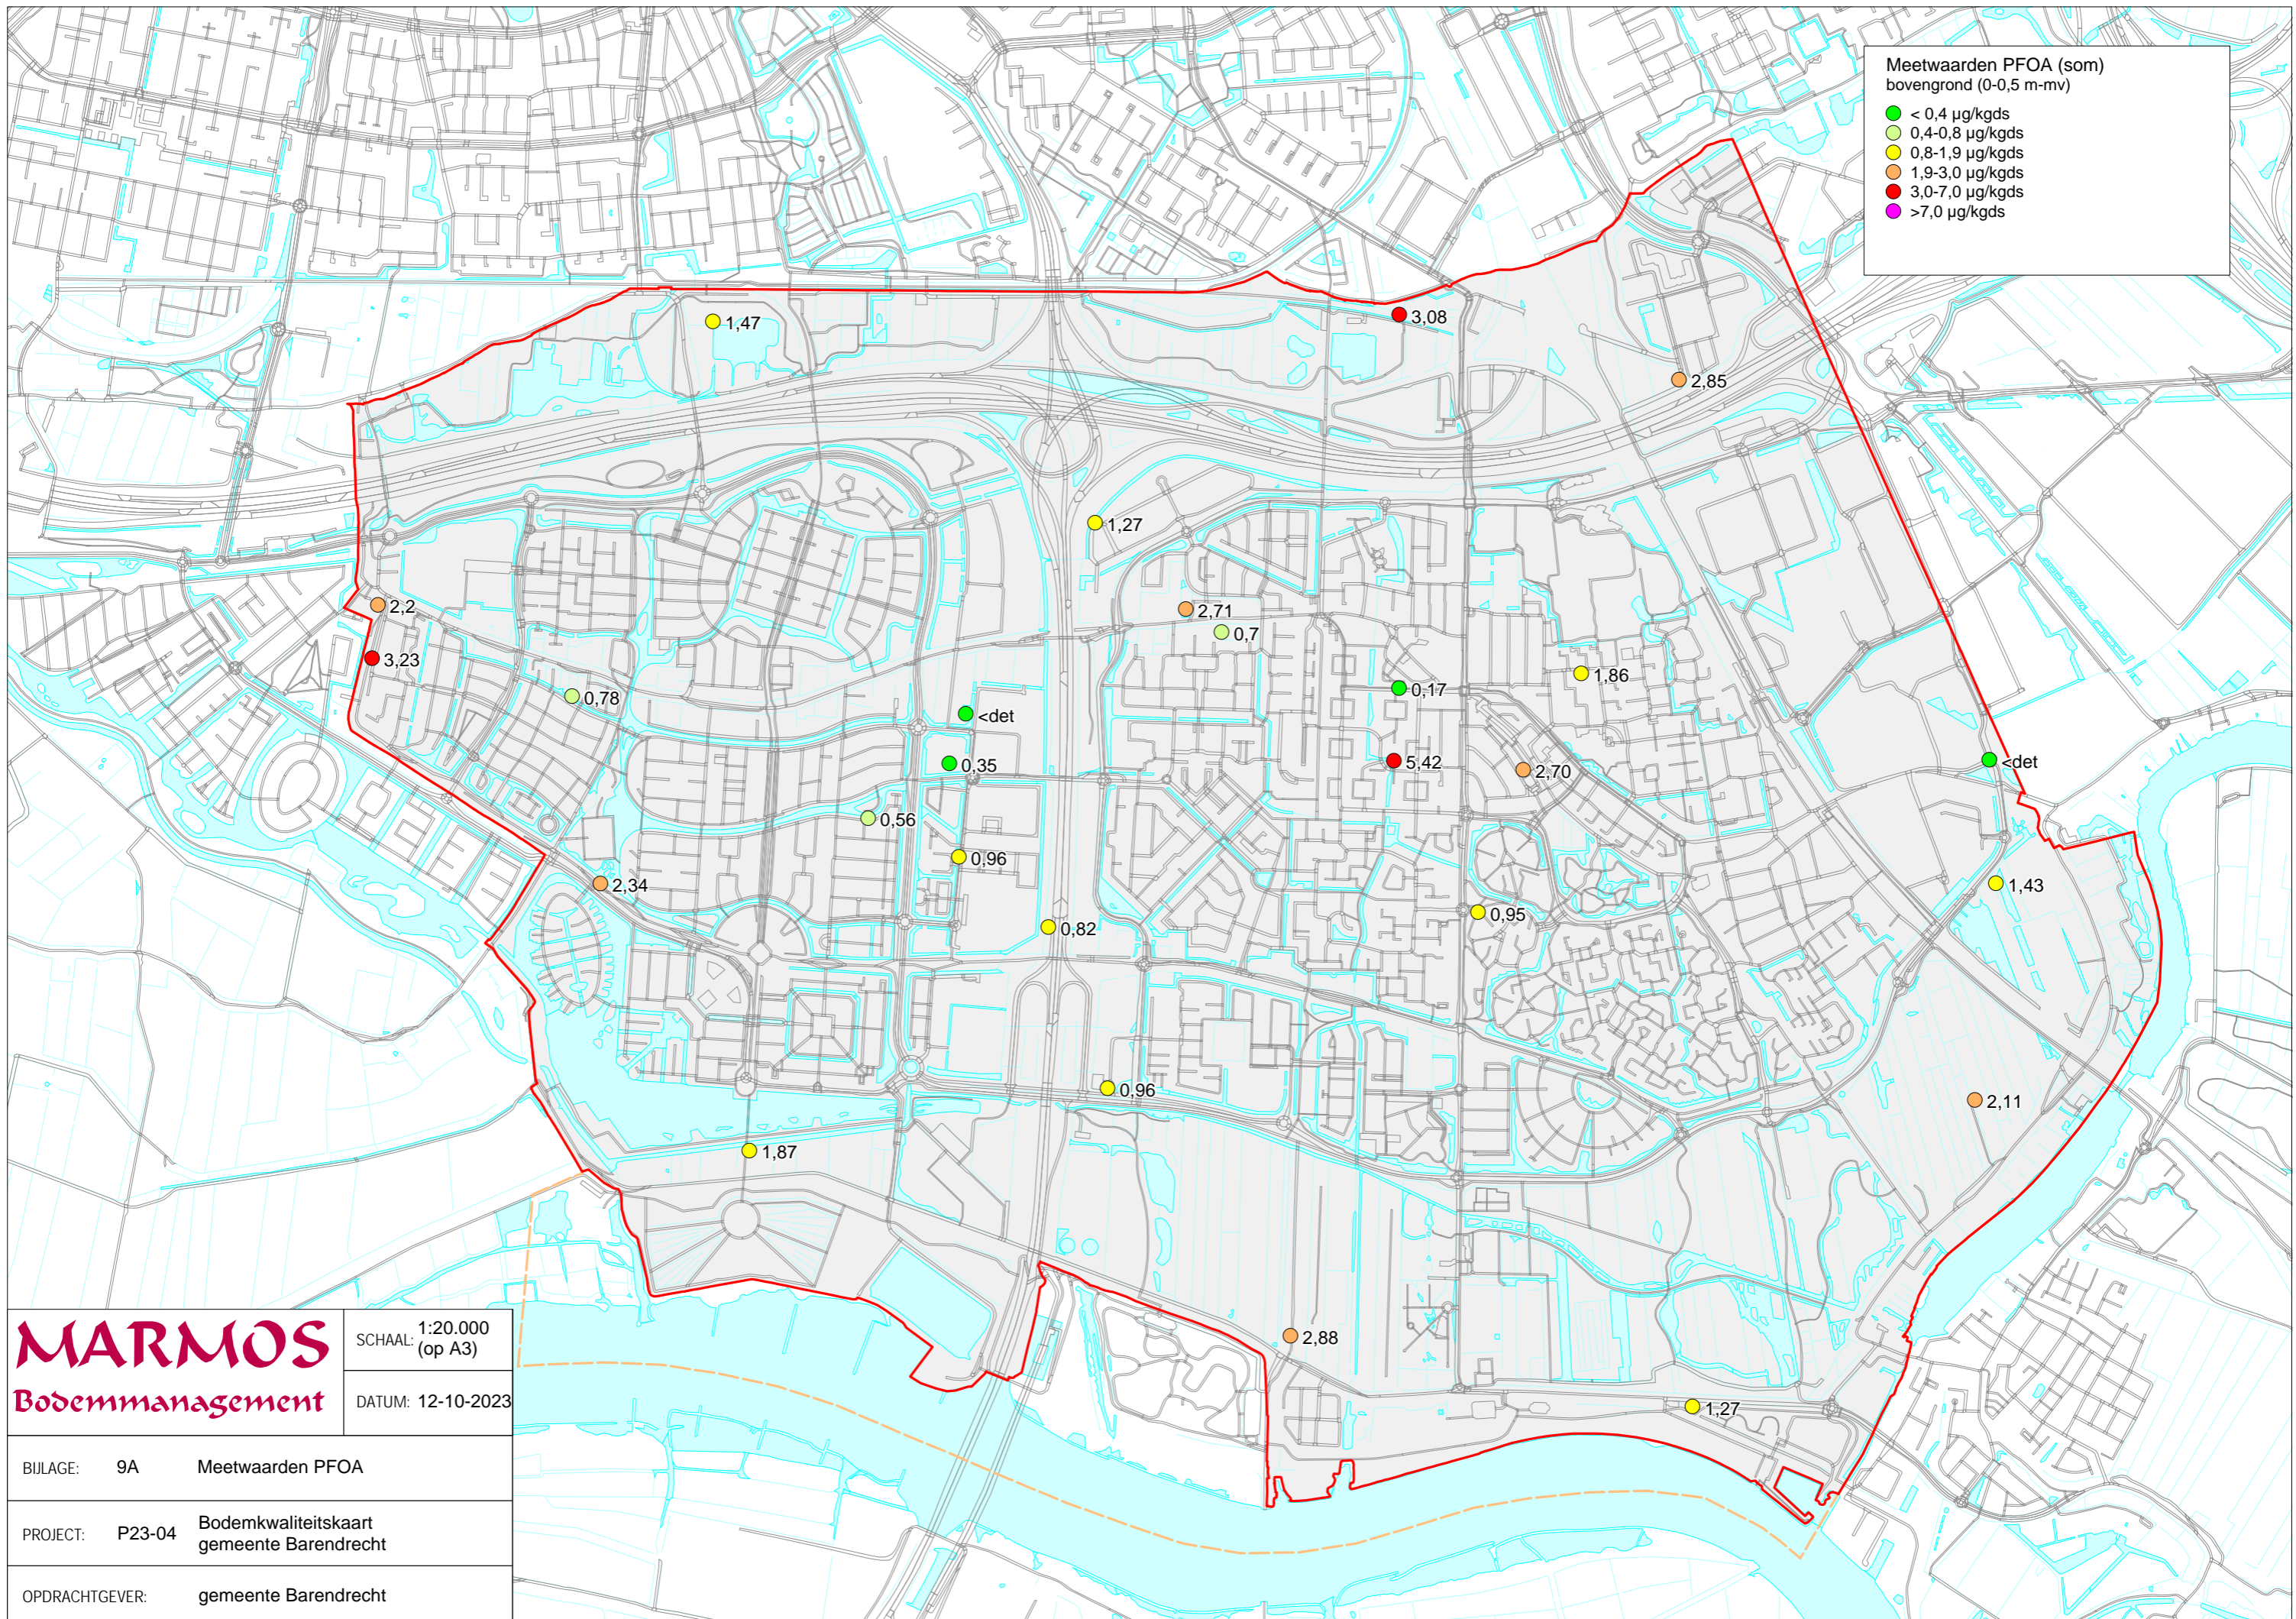 Meetwaarden PFOA (som)
bovengrond (0-0,5 m-mv)
< 0,4 µg/kgds
0,4-0,8 µg/kgds
0,8-1,9 µg/kgds
1,9-3,0 µg/kgds
3,0-7,0 µg/kgds
>7,0 µg/kgds
1,47
3,08
2,85
1,27
2,2
2,71
0,7
3,23
1,86
0,78
0,17
<det
0,35
5,42
2,70
<det
0,56
0,96
2,34
1,43
0,95
0,82
0,96
2,11
1,87
2,88
1,27
MARMOS
Bodemmanagement
SCHAAL: 1:20.000
(op A3)
DATUM: 12-10-2023
BIJLAGE: 9A Meetwaarden PFOA
PROJECT: P23-04 Bodemkwaliteitskaart
gemeente Barendrecht
OPDRACHTGEVER: gemeente Barendrecht